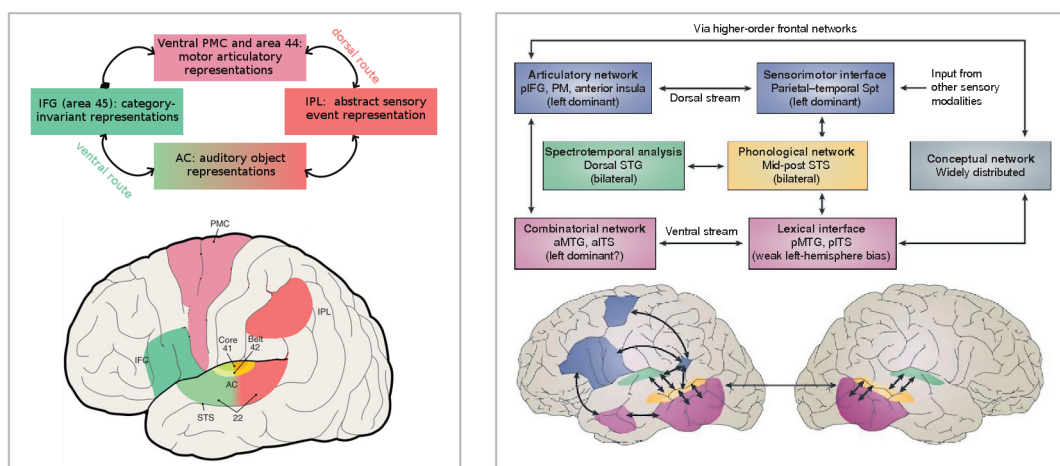 Ventral PMC and area 44:
motor articulatory
representations
dorsal route
IFG (area 45): category-
invariant representations
IPL: abstract sensory
event representation
ventral route
AC: auditory object
representations
PMC
IPL
Core
41
Belt
42
IFC
AC
STS
22
Via higher-order frontal networks
Articulatory network
pIFG, PM, anterior insula
(left dominant)
Dorsal stream
Sensorimotor interface
Parietal–temporal Spt
(left dominant)
Input from
other sensory
modalities
Spectrotemporal analysis
Dorsal STG
(bilateral)
Phonological network
Mid-post STS
(bilateral)
Conceptual network
Widely distributed
Combinatorial network
aMTG, aITS
(left dominant?)
Ventral stream
Lexical interface
pMTG, pITS
(weak left-hemisphere bias)